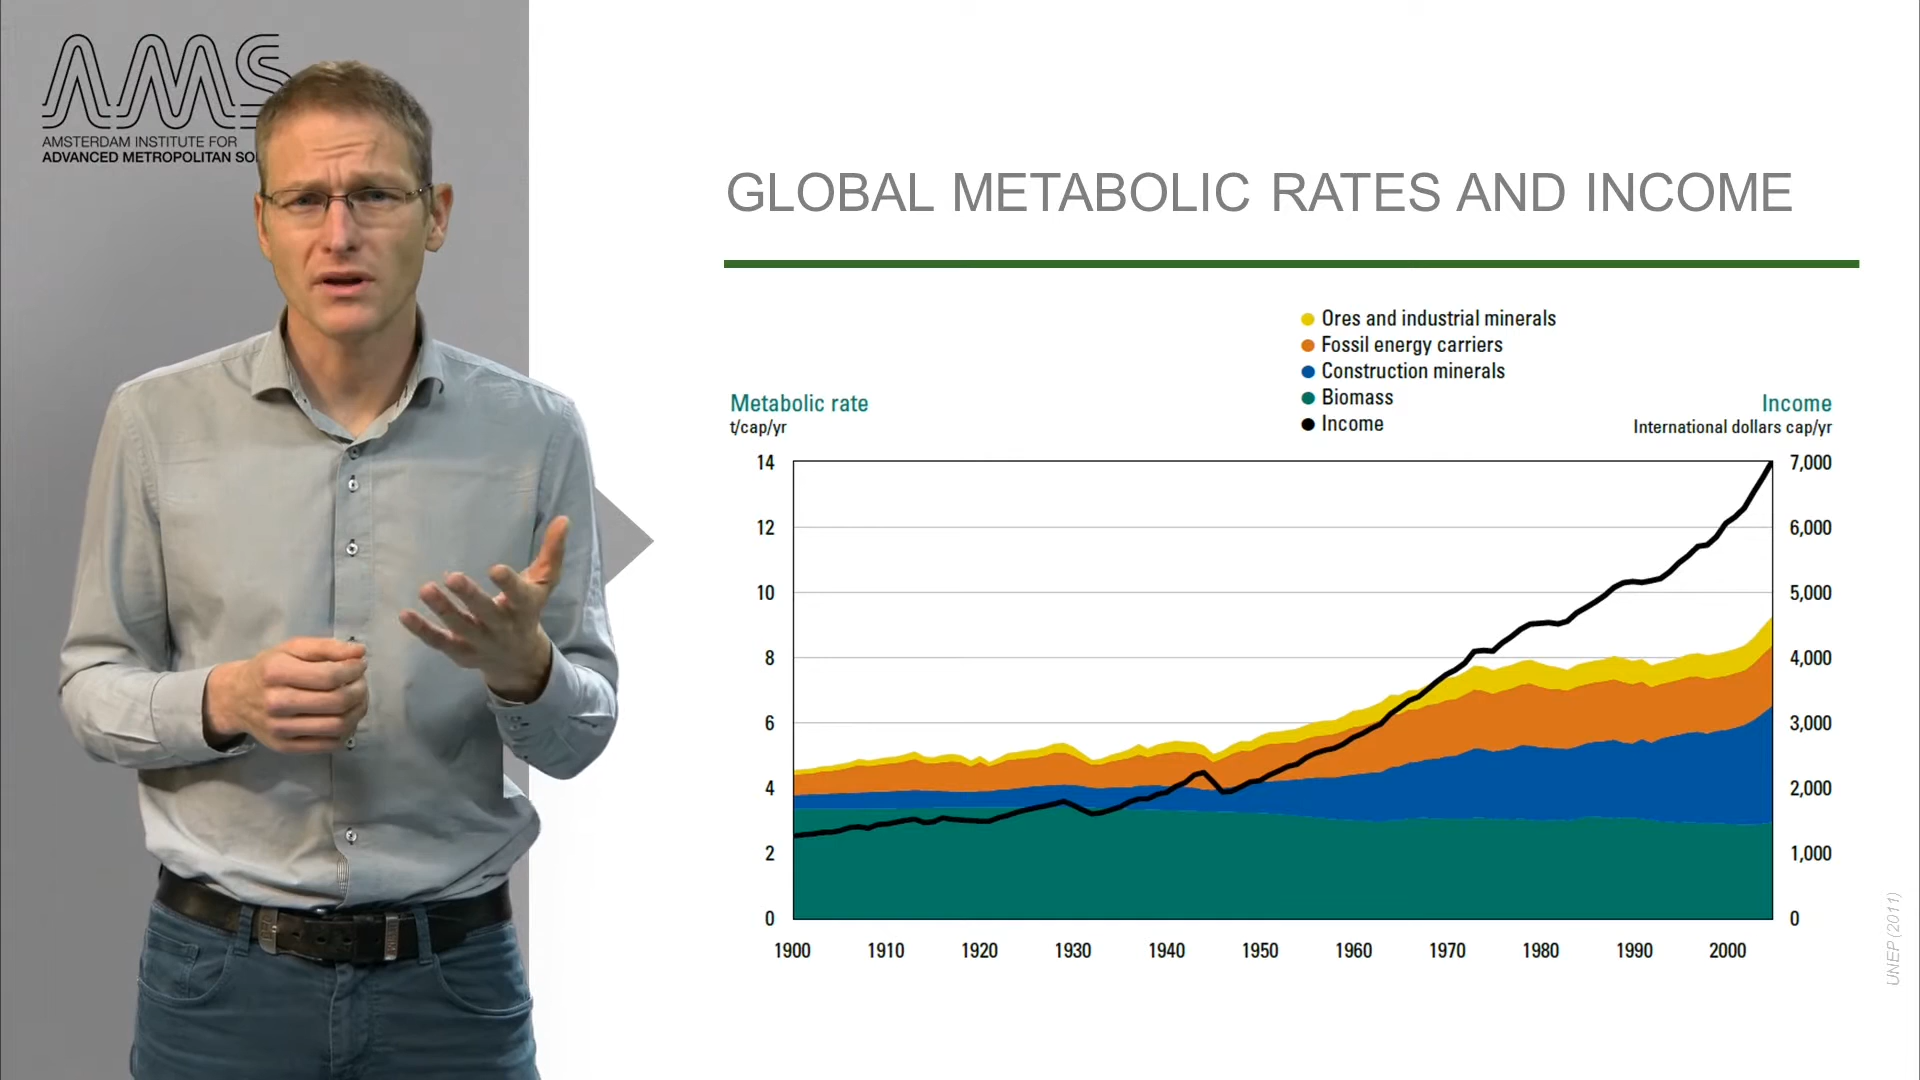 AMS
AMSTERDAM INSTITUTE FOR
ADVANCED METROPOLITAN
GLOBAL METABOLIC RATES AND INCOME
Ores and industrial minerals
Fossil energy carriers
Construction minerals
Biomass
Income
Metabolic rate
t/cap/yr
Income
International dollars cap/yr
14
12
10
8
6
4
2
0
7,000
6,000
5,000
4,000
3,000
2,000
1,000
0
1900 1910 1920 1930 1940 1950 1960 1970 1980 1990 2000
UNEP (2011)